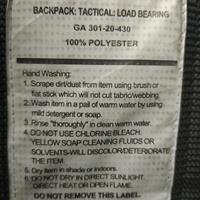 BACKPACK: TACTICAL: LOAD BEARING
GA 301-20-430
100% POLYESTER
Hand Washing:
1. Scrape dirt/dust from item using brush or
flat stick which will not cut fabric/webbing.
2. Wash item in a pail of warm water by using
mild detergent or soap.
3. Rinse "thoroughly" in clean warm water.
4. DO NOT USE CHLORINE BLEACH,
YELLOW SOAP CLEANING FLUIDS OR
SOLVENTS-WILL DISCOLOR/DETERIORATE
THE ITEM.
5. Dry item in shade or indoors.
6. DO NOT DRY IN DIRECT SUNLIGHT,
DIRECT HEAT OR OPEN FLAME.
DO NOT REMOVE THIS LABEL.